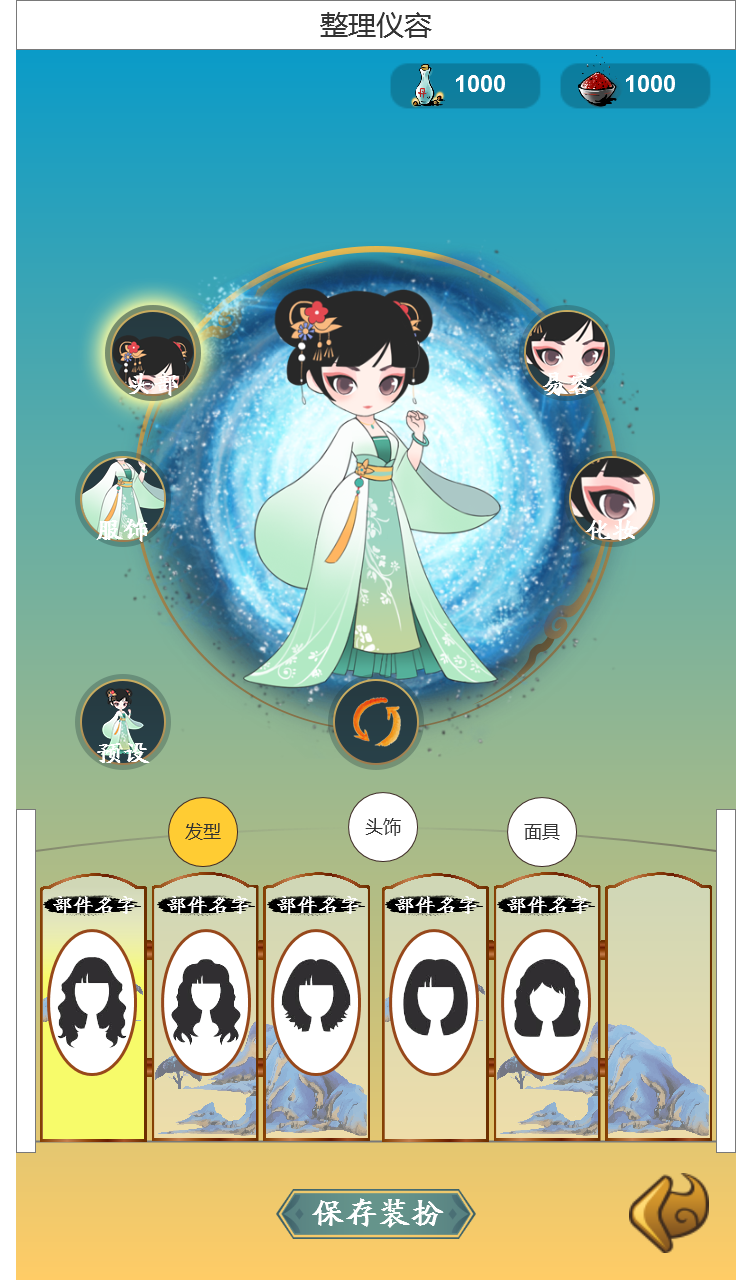 整理仪容
1000
1000
头部
易容
服饰
化妆
预设
发型
头饰
面具
部件名字
部件名字
部件名字
部件名字
部件名字
保存装扮